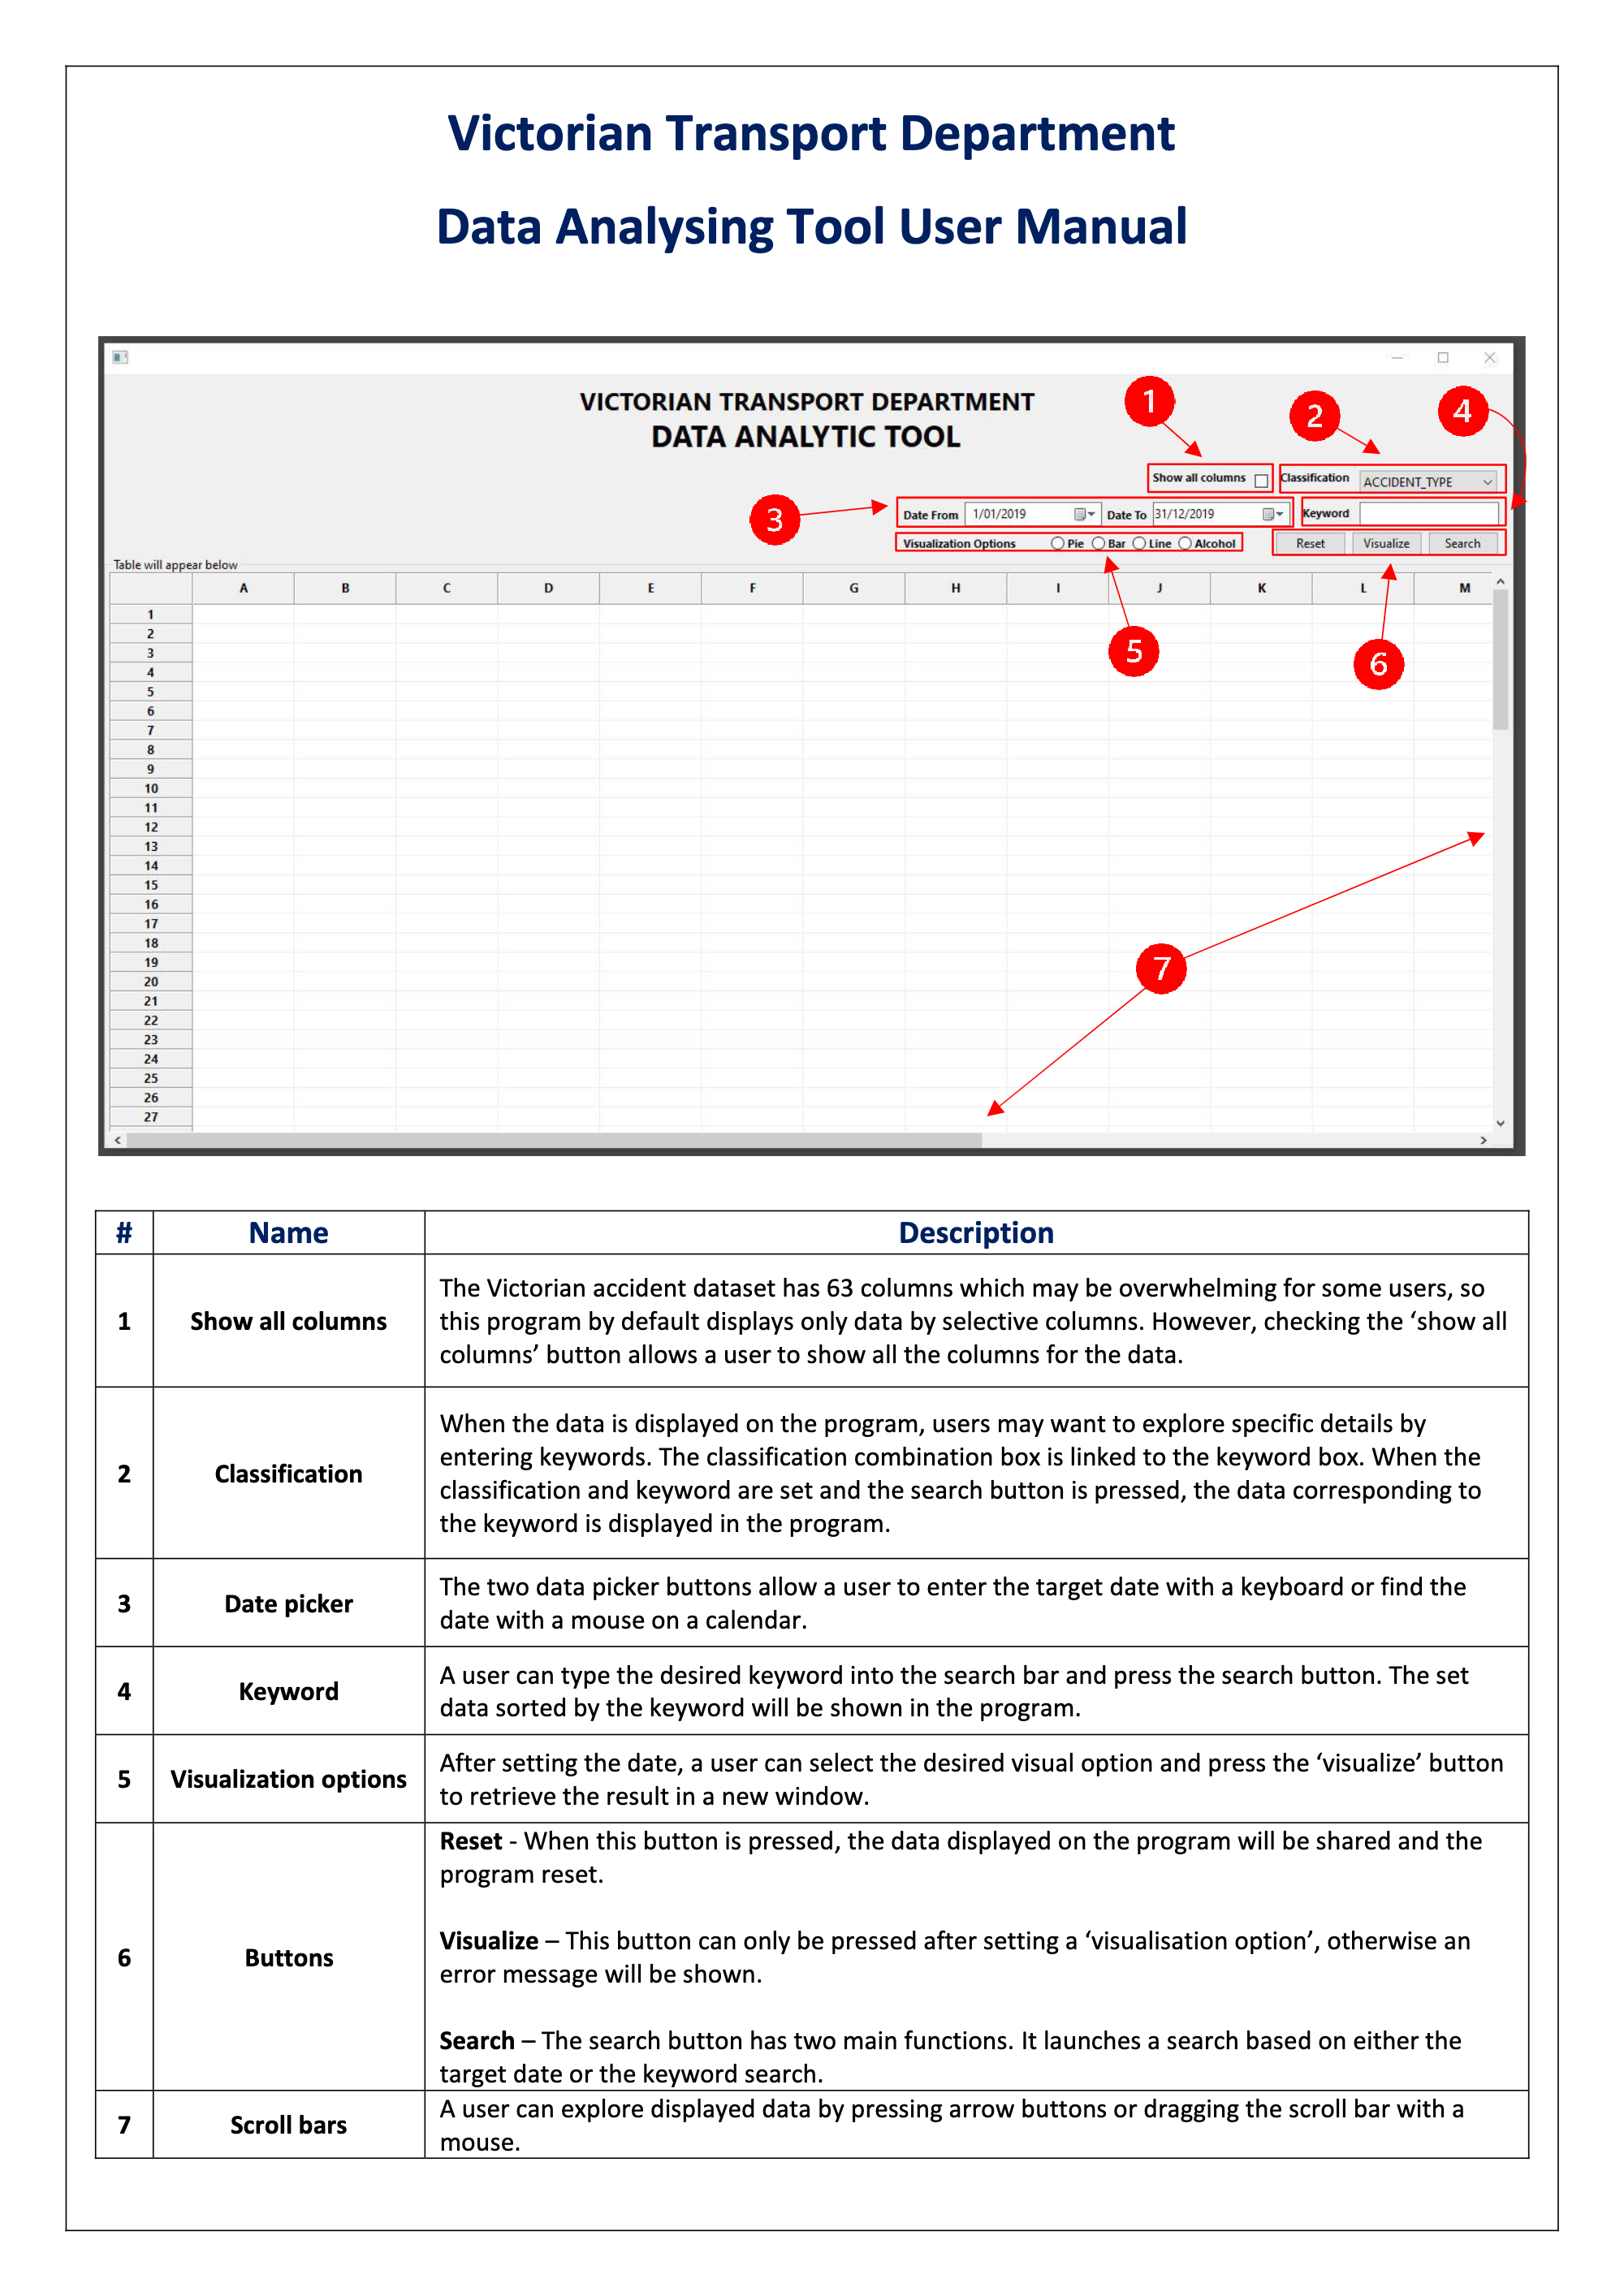 Victorian Transport Department
Data Analysing Tool User Manual
VICTORIAN TRANSPORT DEPARTMENT
DATA ANALYTIC TOOL
1
2
4
Show all columns
Classification ACCIDENT_TYPE
3
Date From 1/01/2019 Date To 31/12/2019
Keyword
Visualization Options Pie Bar Line Alcohol
Reset Visualize Search
Table will appear below
A B C D E F G H I J K L M
1
2
3
4
5
6
7
8
9
10
11
12
13
14
15
16
17
18
19
20
21
22
23
24
25
26
27
5
6
7
# Name Description
1 Show all columns
The Victorian accident dataset has 63 columns which may be overwhelming for some users, so
this program by default displays only data by selective columns. However, checking the ‘show all
columns’ button allows a user to show all the columns for the data.
2 Classification
When the data is displayed on the program, users may want to explore specific details by
entering keywords. The classification combination box is linked to the keyword box. When the
classification and keyword are set and the search button is pressed, the data corresponding to
the keyword is displayed in the program.
3 Date picker
The two data picker buttons allow a user to enter the target date with a keyboard or find the
date with a mouse on a calendar.
4 Keyword
A user can type the desired keyword into the search bar and press the search button. The set
data sorted by the keyword will be shown in the program.
5 Visualization options
After setting the date, a user can select the desired visual option and press the ‘visualize’ button
to retrieve the result in a new window.
6 Buttons
Reset - When this button is pressed, the data displayed on the program will be shared and the
program reset.
Visualize – This button can only be pressed after setting a ‘visualisation option’, otherwise an
error message will be shown.
Search – The search button has two main functions. It launches a search based on either the
target date or the keyword search.
7 Scroll bars
A user can explore displayed data by pressing arrow buttons or dragging the scroll bar with a
mouse.